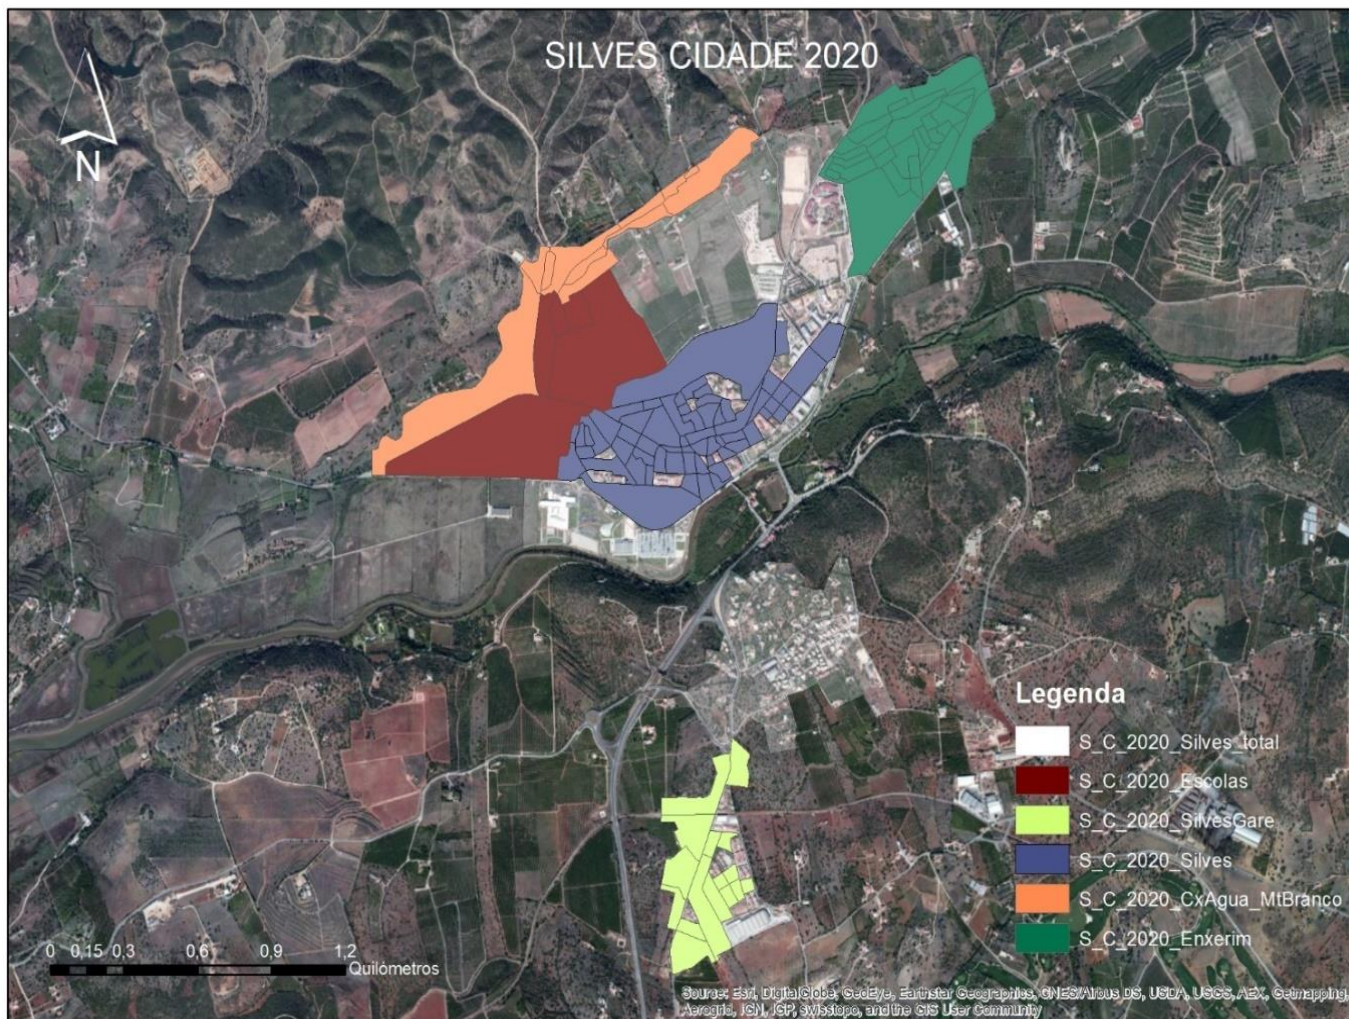 SILVES CIDADE 2020
N
Legenda
S_C_2020_Silves_total
S_C_2020_Escolas
S_C_2020_SilvesGare
S_C_2020_Silves
S_C_2020_CxAgua_MtBranco
S_C_2020_Enxerim
0 0,15 0,3 0,6 0,9 1,2
Quilómetros
Source: Esri, DigitalGlobe, GeoEye, Earthstar Geographics, CNES/Airbus DS, USDA, USGS, AEX, Getmapping,
Aerogrid, IGN, IGP, swisstopo, and the GIS User Community